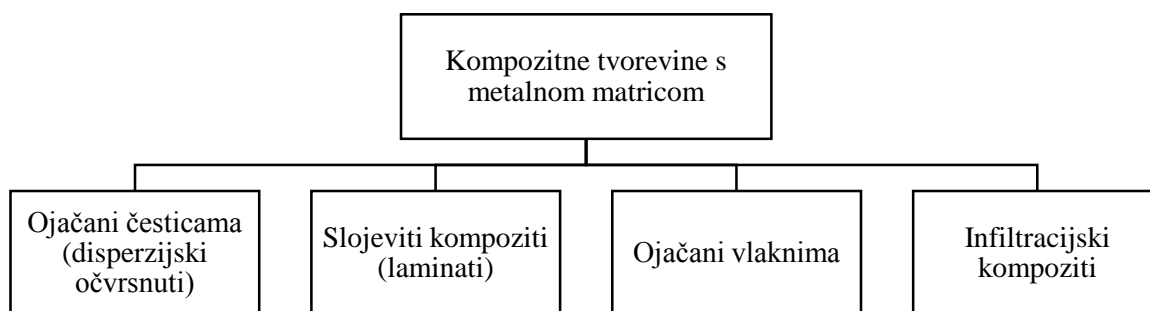 Kompozitne tvorevine s
metalnom matricom
Ojačani česticama
(disperzijski
očvrsnuti)
Slojeviti kompoziti
(laminati)
Ojačani vlaknima
Infiltracijski
kompoziti